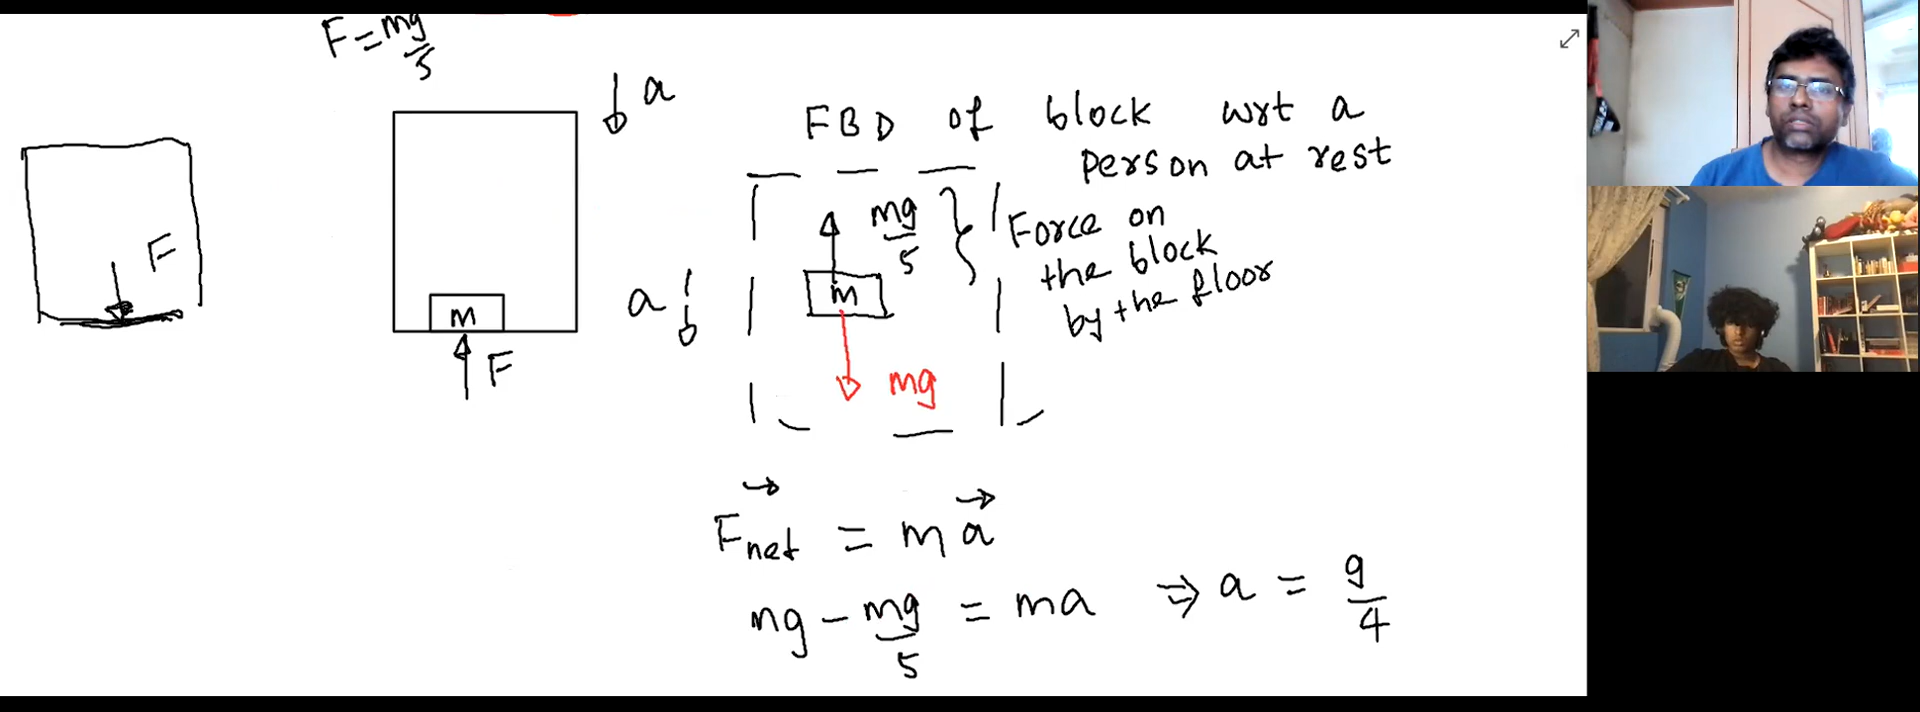 F = mg/5
a
FBD of block wrt a
person at rest
F
m
F
a
mg/5
m
mg
Force on
the block
by the floor
F⃗net = m a⃗
mg - mg/5 = ma ⇒ a = g/4